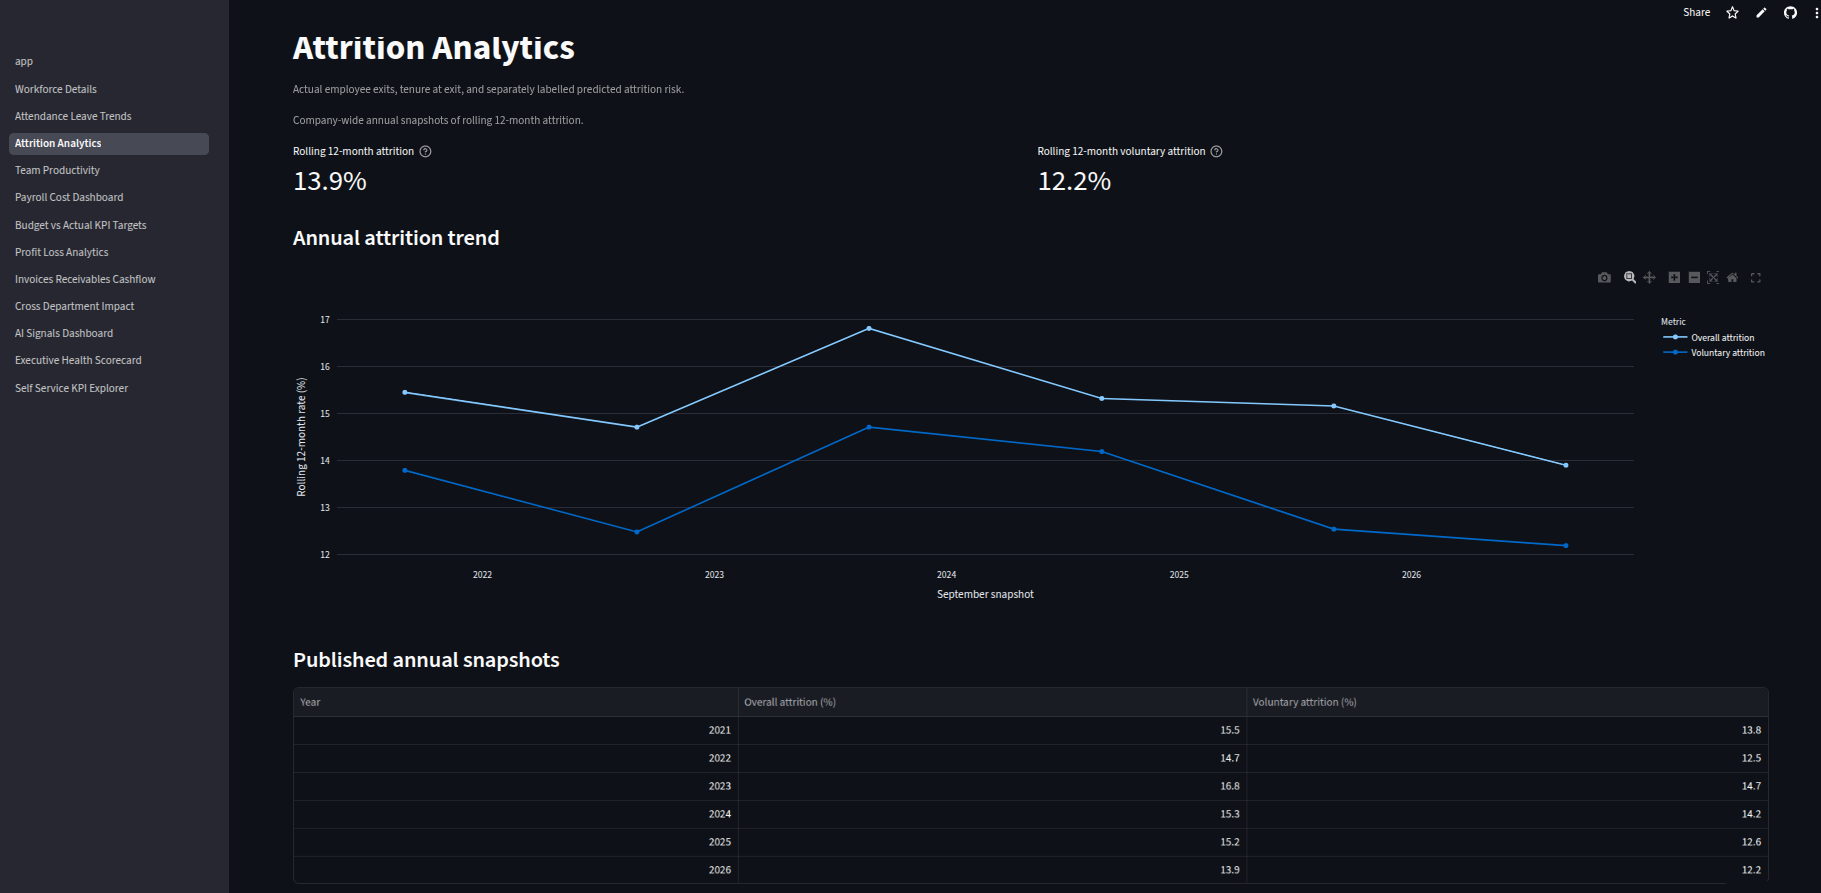 Share
app
Workforce Details
Attendance Leave Trends
Attrition Analytics
Team Productivity
Payroll Cost Dashboard
Budget vs Actual KPI Targets
Profit Loss Analytics
Invoices Receivables Cashflow
Cross Department Impact
AI Signals Dashboard
Executive Health Scorecard
Self Service KPI Explorer
Attrition Analytics
Actual employee exits, tenure at exit, and separately labelled predicted attrition risk.
Company-wide annual snapshots of rolling 12-month attrition.
Rolling 12-month attrition
13.9%
Rolling 12-month voluntary attrition
12.2%
Annual attrition trend
Rolling 12-month rate (%)
17
16
15
14
13
12
2022 2023 2024 2025 2026
September snapshot
Metric
Overall attrition
Voluntary attrition
Published annual snapshots
Year Overall attrition (%) Voluntary attrition (%)
2021 15.5 13.8
2022 14.7 12.5
2023 16.8 14.7
2024 15.3 14.2
2025 15.2 12.6
2026 13.9 12.2